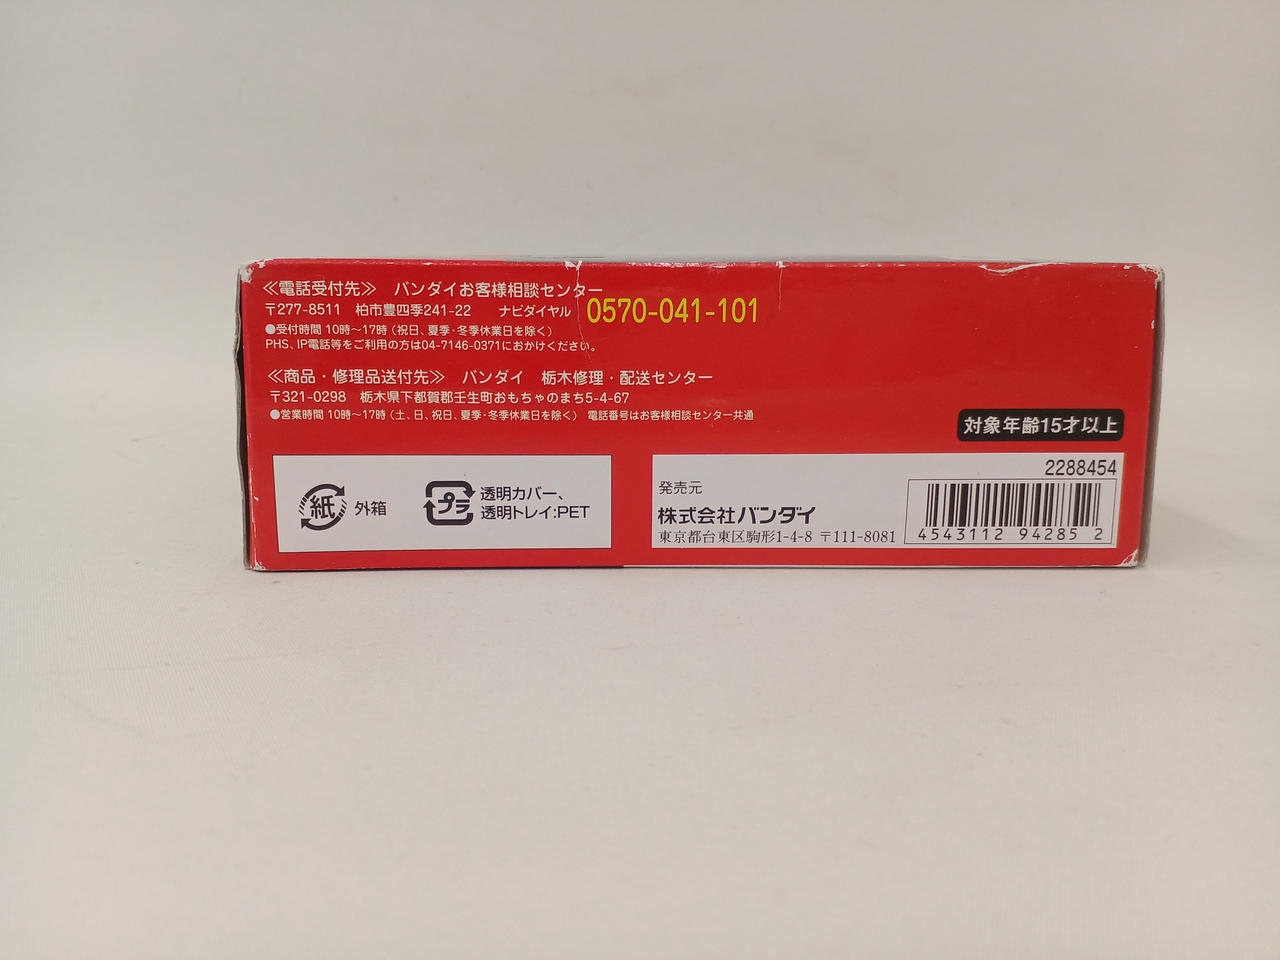 ≪電話受付先≫ バンダイお客様相談センター
〒277-8511 柏市豊四季241-22 ナビダイヤル 0570-041-101
●受付時間 10時～17時（祝日、夏季・冬季休業日を除く）
PHS、IP電話等をご利用の方は04-7146-0371におかけください。
≪商品・修理品送付先≫ バンダイ 栃木修理・配送センター
〒321-0298 栃木県下都賀郡壬生町おもちゃのまち5-4-67
●営業時間 10時～17時（土、日、祝日、夏季・冬季休業日を除く） 電話番号はお客様相談センター共通
対象年齢15才以上
紙 外箱
プラ 透明カバー、
透明トレイ:PET
2288454
発売元
株式会社バンダイ
東京都台東区駒形1-4-8 〒111-8081
4543112 94285 2